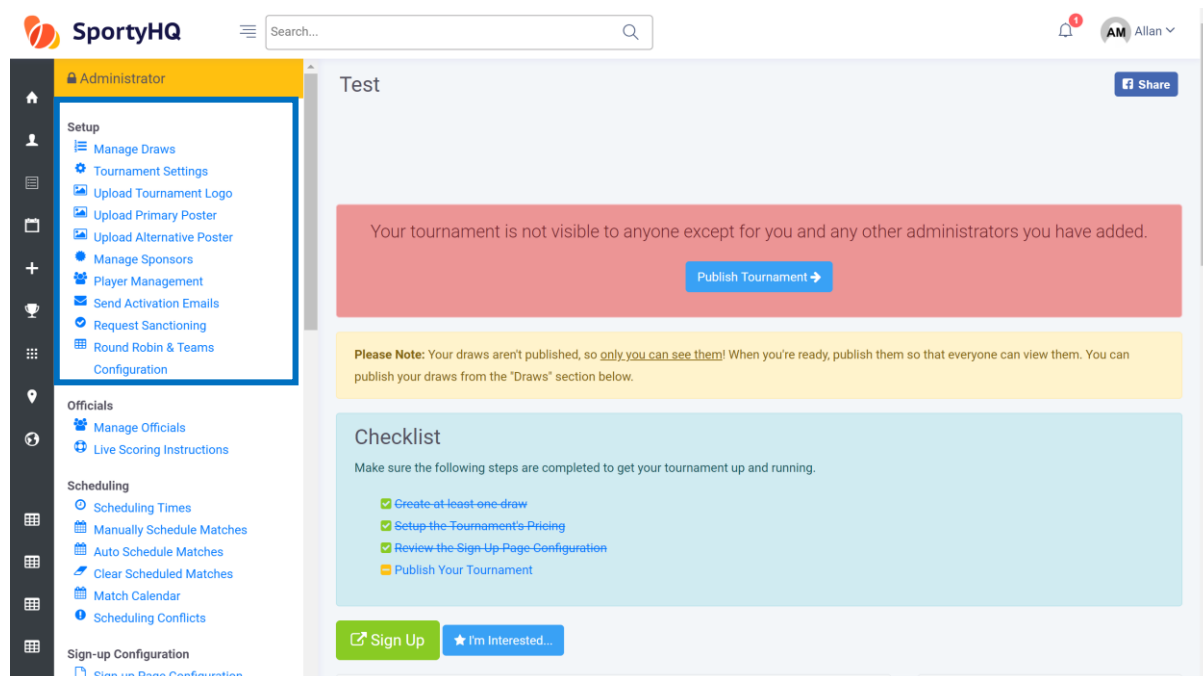 SportyHQ
Search...
1
AM Allan
Administrator
Setup
Manage Draws
Tournament Settings
Upload Tournament Logo
Upload Primary Poster
Upload Alternative Poster
Manage Sponsors
Player Management
Send Activation Emails
Request Sanctioning
Round Robin & Teams
Configuration
Officials
Manage Officials
Live Scoring Instructions
Scheduling
Scheduling Times
Manually Schedule Matches
Auto Schedule Matches
Clear Scheduled Matches
Match Calendar
Scheduling Conflicts
Sign-up Configuration
Sign-up Page Configuration
Test
Share
Your tournament is not visible to anyone except for you and any other administrators you have added.
Publish Tournament
Please Note: Your draws aren't published, so only you can see them! When you're ready, publish them so that everyone can view them. You can
publish your draws from the "Draws" section below.
Checklist
Make sure the following steps are completed to get your tournament up and running.
Create at least one draw
Setup the Tournament's Pricing
Review the Sign Up Page Configuration
Publish Your Tournament
Sign Up
I'm Interested...